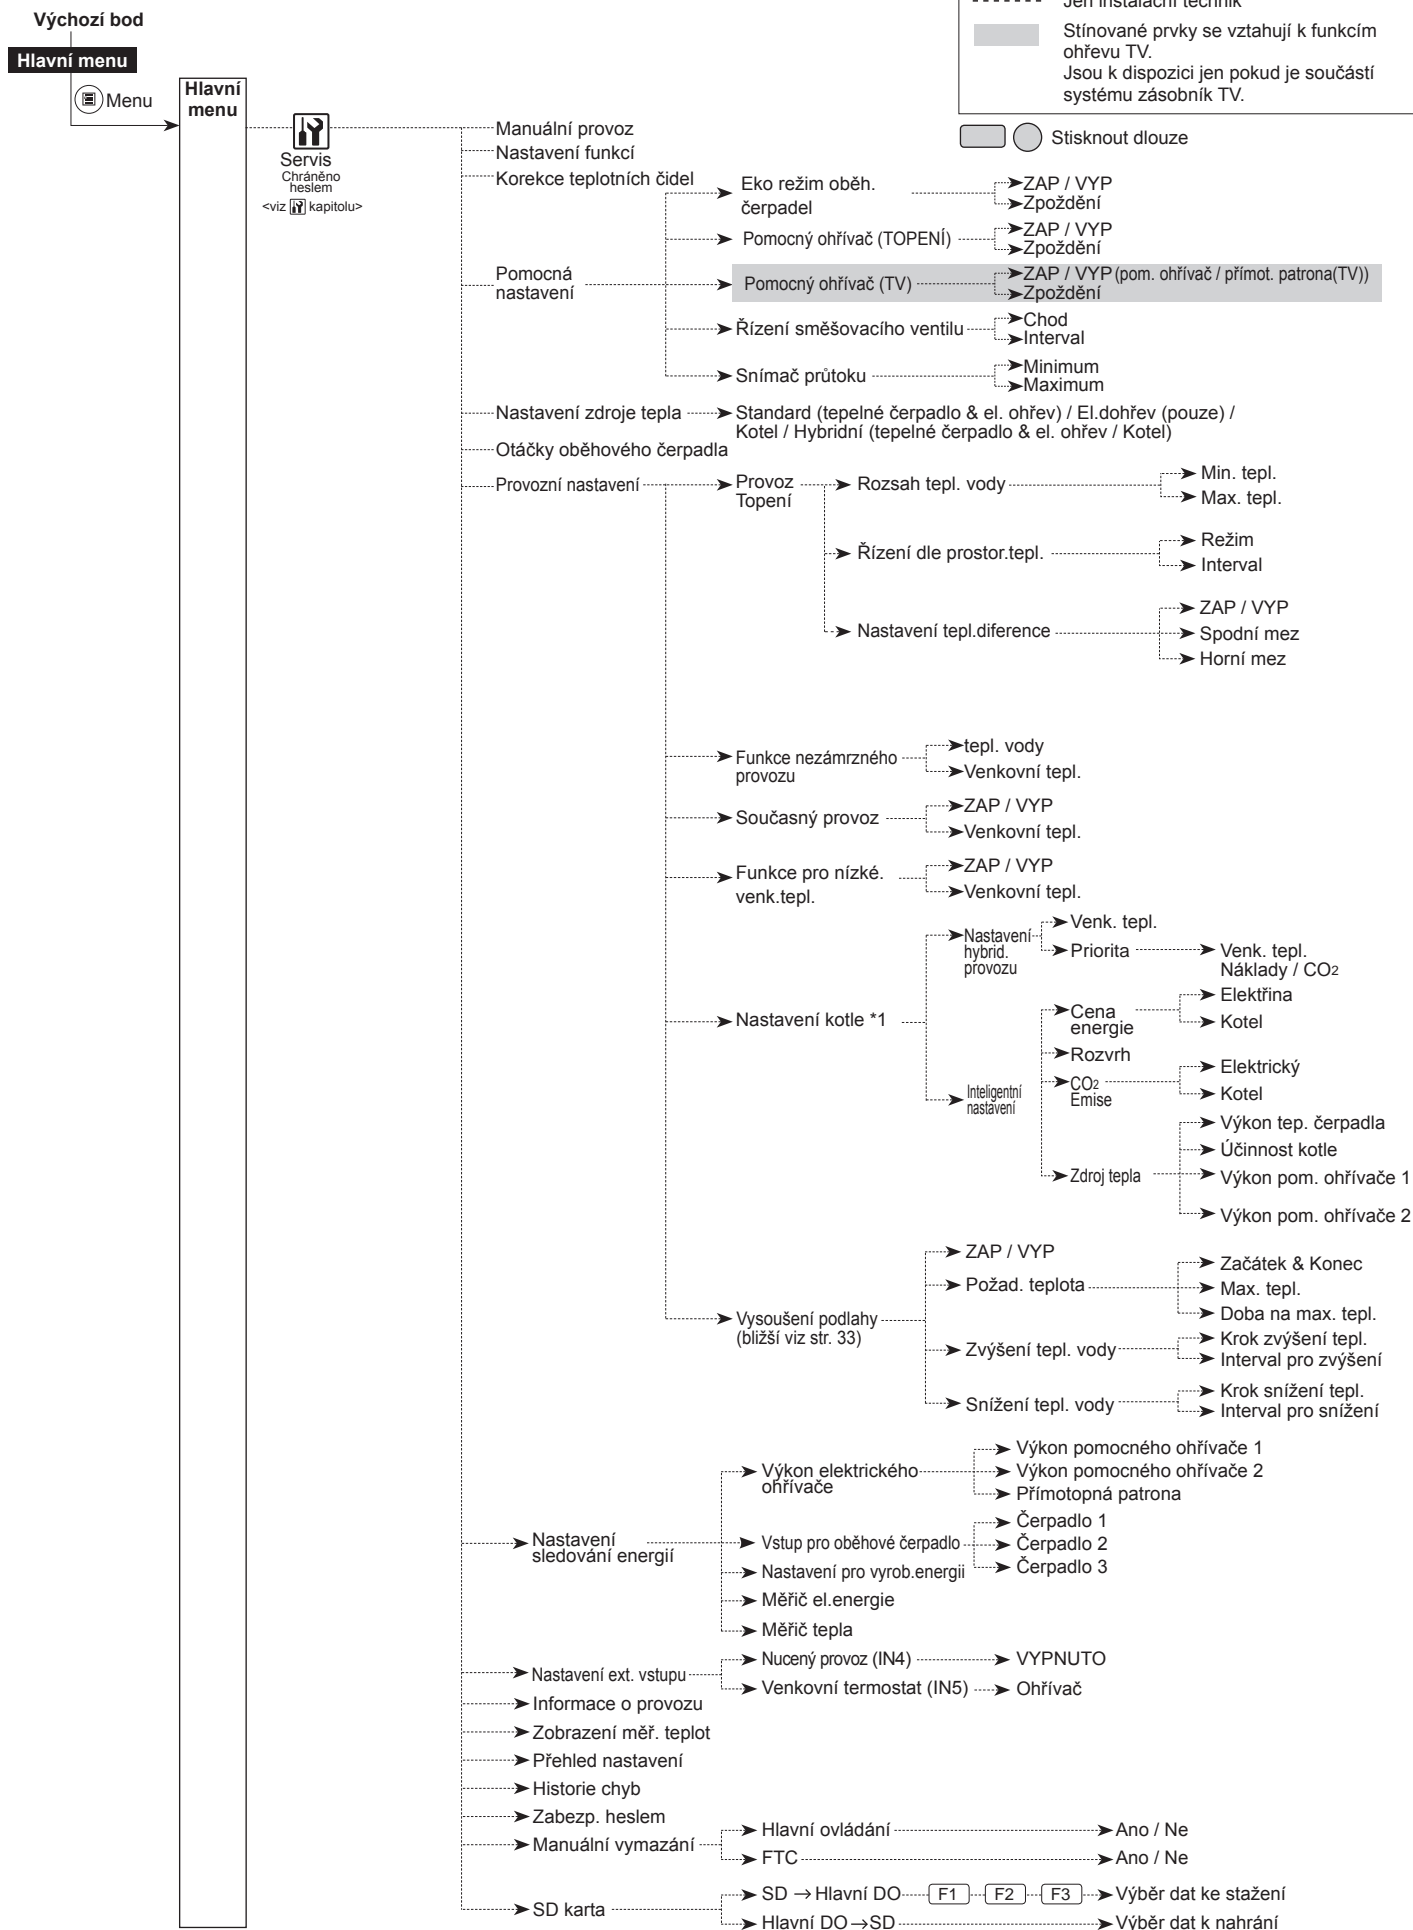 Jen instalační technik
Výchozí bod
Stínované prvky se vztahují k funkcím
ohřevu TV.
Jsou k dispozici jen pokud je součástí
systému zásobník TV.
Hlavní menu
Menu
Hlavní
menu
Stisknout dlouze
Servis
Chráněno
heslem
<viz kapitolu>
Manuální provoz
Nastavení funkcí
Korekce teplotních čidel
Pomocná
nastavení
Eko režim oběh.
čerpadel
ZAP / VYP
Zpoždění
Pomocný ohřívač (TOPENÍ)
ZAP / VYP
Zpoždění
Pomocný ohřívač (TV)
ZAP / VYP (pom. ohřívač / přímot. patrona(TV))
Zpoždění
Řízení směšovacího ventilu
Chod
Interval
Snímač průtoku
Minimum
Maximum
Nastavení zdroje tepla
Standard (tepelné čerpadlo & el. ohřev) / El.dohřev (pouze) /
Kotel / Hybridní (tepelné čerpadlo & el. ohřev / Kotel)
Otáčky oběhového čerpadla
Provozní nastavení
Provoz
Topení
Rozsah tepl. vody
Min. tepl.
Max. tepl.
Řízení dle prostor.tepl.
Režim
Interval
Nastavení tepl.diference
ZAP / VYP
Spodní mez
Horní mez
Funkce nezámrzného
provozu
tepl. vody
Venkovní tepl.
Současný provoz
ZAP / VYP
Venkovní tepl.
Funkce pro nízké.
venk.tepl.
ZAP / VYP
Venkovní tepl.
Nastavení kotle *1
Nastavení
hybrid.
provozu
Venk. tepl.
Priorita
Venk. tepl.
Náklady / CO2
Inteligentní
nastavení
Cena
energie
Elektřina
Kotel
Rozvrh
CO2
Emise
Elektrický
Kotel
Zdroj tepla
Výkon tep. čerpadla
Účinnost kotle
Výkon pom. ohřívače 1
Výkon pom. ohřívače 2
Vysoušení podlahy
(bližší viz str. 33)
ZAP / VYP
Požad. teplota
Začátek & Konec
Max. tepl.
Doba na max. tepl.
Zvýšení tepl. vody
Krok zvýšení tepl.
Interval pro zvýšení
Snížení tepl. vody
Krok snížení tepl.
Interval pro snížení
Nastavení
sledování energií
Výkon elektrického
ohřívače
Výkon pomocného ohřívače 1
Výkon pomocného ohřívače 2
Přímotopná patrona
Vstup pro oběhové čerpadlo
Čerpadlo 1
Čerpadlo 2
Čerpadlo 3
Nastavení pro vyrob.energii
Měřič el.energie
Měřič tepla
Nastavení ext. vstupu
Nucený provoz (IN4)
VYPNUTO
Venkovní termostat (IN5)
Ohřívač
Informace o provozu
Zobrazení měř. teplot
Přehled nastavení
Historie chyb
Zabezp. heslem
Manuální vymazání
Hlavní ovládání
Ano / Ne
FTC
Ano / Ne
SD karta
SD → Hlavní DO
F1
F2
F3
Výběr dat ke stažení
Hlavní DO→SD
Výběr dat k nahrání